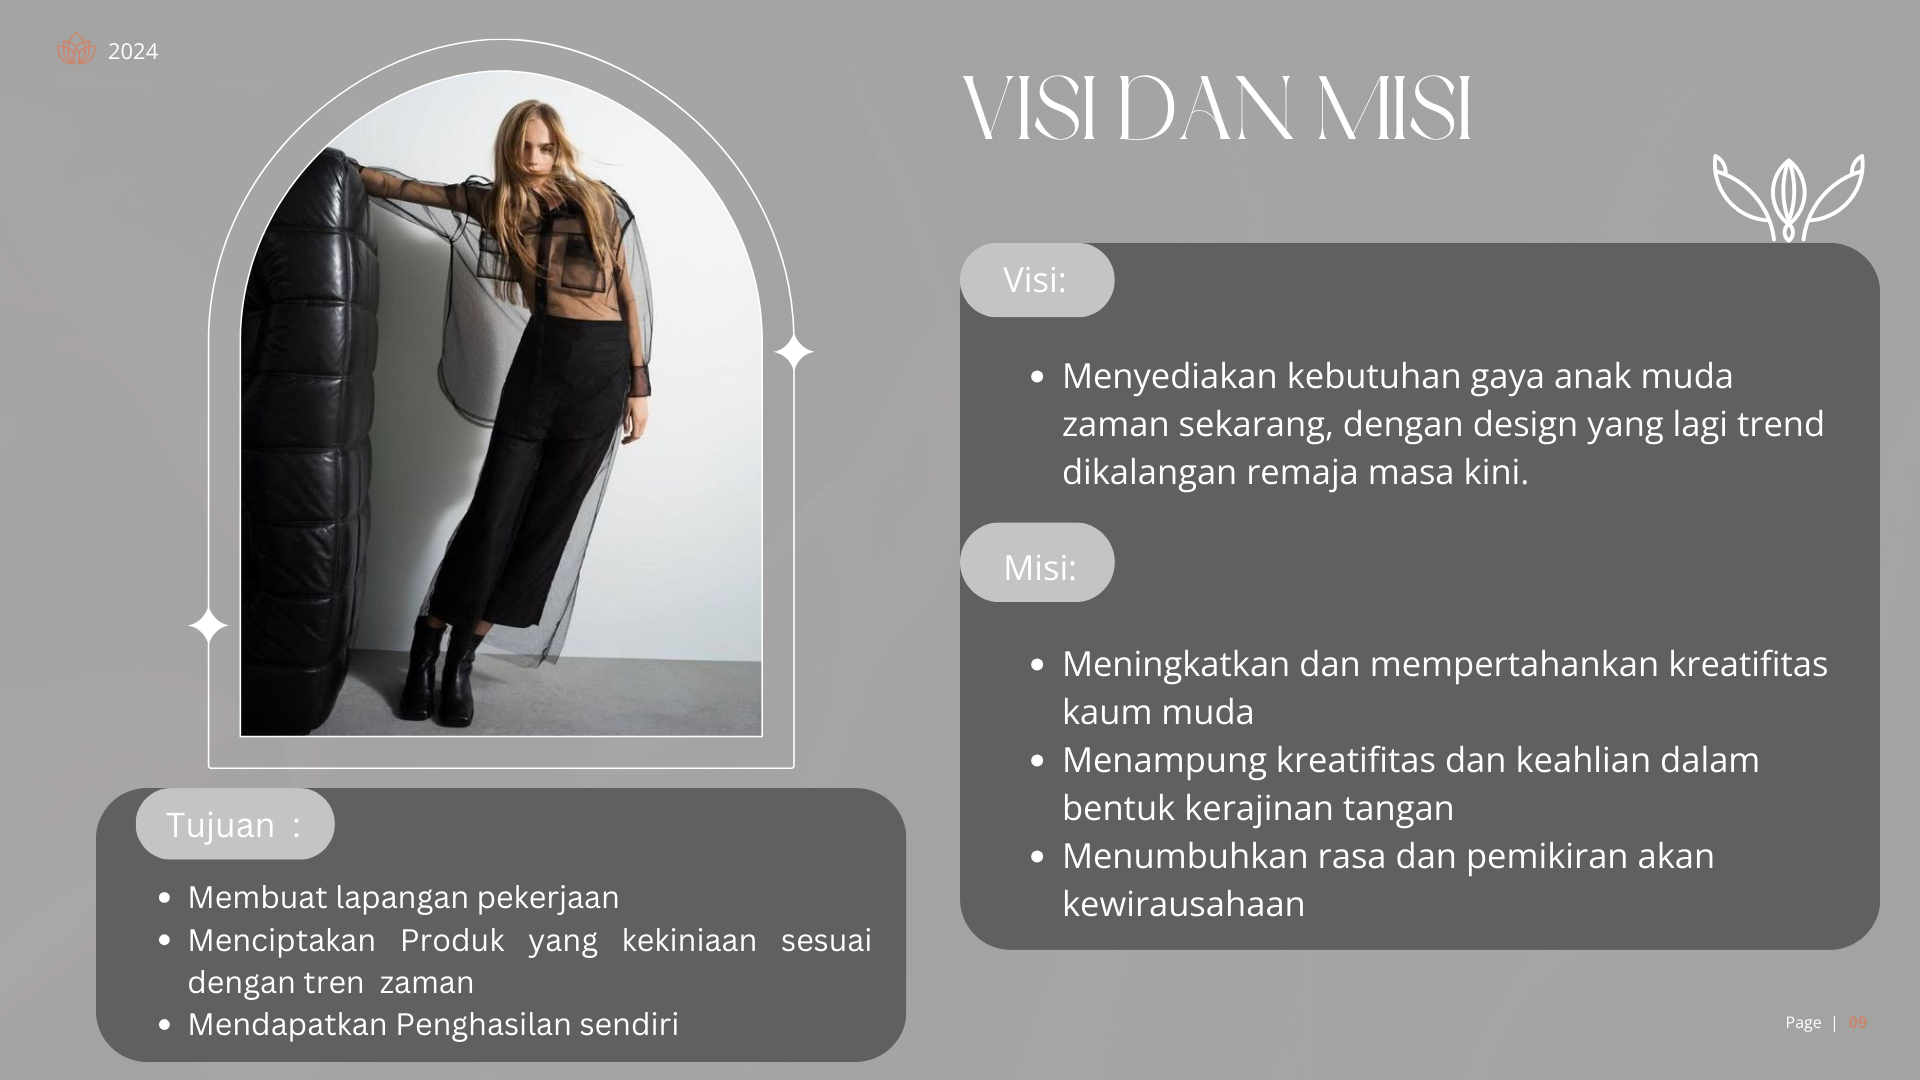 2024
VISI DAN MISI
Visi:
Menyediakan kebutuhan gaya anak muda
zaman sekarang, dengan design yang lagi trend
dikalangan remaja masa kini.
Misi:
Meningkatkan dan mempertahankan kreatifitas
kaum muda
Menampung kreatifitas dan keahlian dalam
bentuk kerajinan tangan
Menumbuhkan rasa dan pemikiran akan
kewirausahaan
Tujuan :
Membuat lapangan pekerjaan
Menciptakan Produk yang kekiniaan sesuai
dengan tren zaman
Mendapatkan Penghasilan sendiri
Page | 09